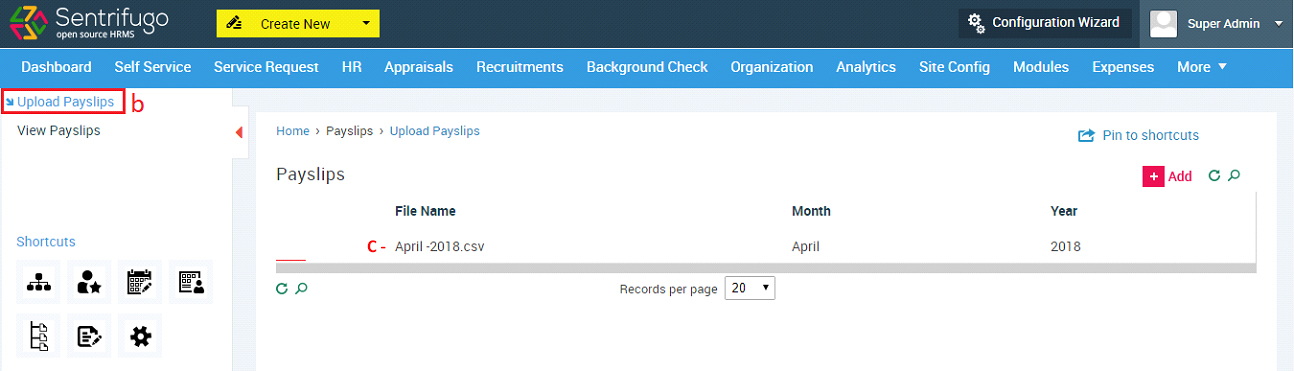 Sentrifugo
open source HRMS
Create New
Configuration Wizard
Super Admin
Dashboard Self Service Service Request HR Appraisals Recruitments Background Check Organization Analytics Site Config Modules Expenses More
Upload Payslips b
View Payslips
Home › Payslips › Upload Payslips
Pin to shortcuts
Payslips
+ Add
File Name Month Year
C - April -2018.csv April 2018
Shortcuts
Records per page 20